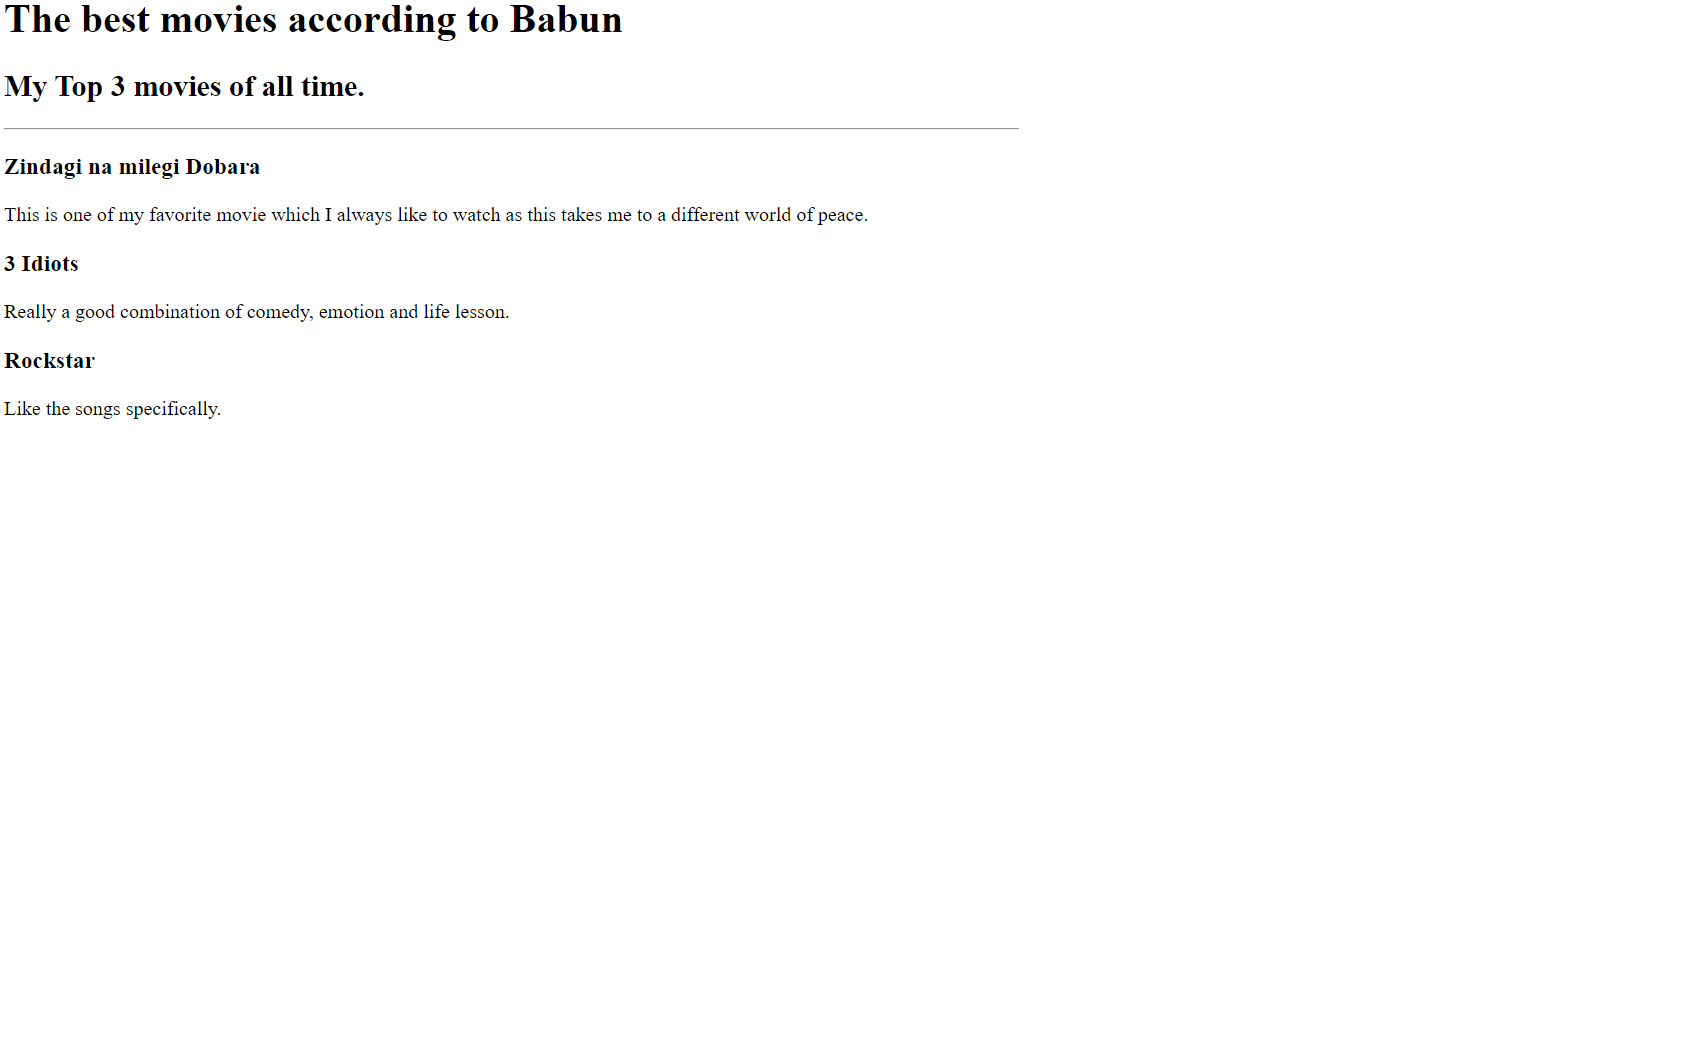 The best movies according to Babun
My Top 3 movies of all time.
Zindagi na milegi Dobara
This is one of my favorite movie which I always like to watch as this takes me to a different world of peace.
3 Idiots
Really a good combination of comedy, emotion and life lesson.
Rockstar
Like the songs specifically.